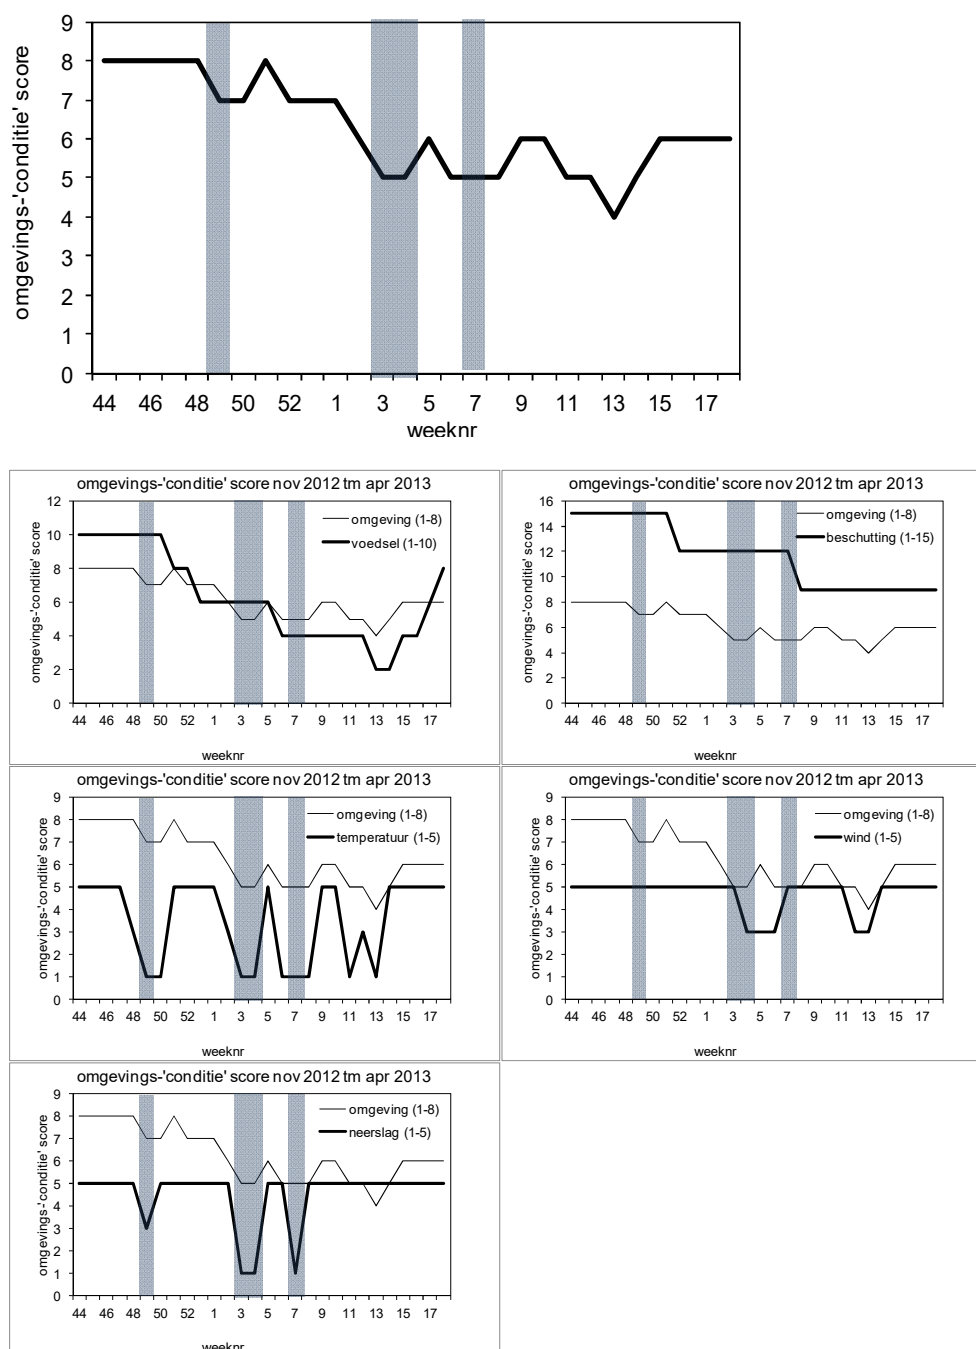 9
8
7
6
5
4
3
2
1
0
omgevings-'conditie' score
44 46 48 50 52 1 3 5 7 9 11 13 15 17
weeknr
omgevings-'conditie' score nov 2012 tm apr 2013
12
10
8
6
4
2
0
omgevings-'conditie' score
omgeving (1-8)
voedsel (1-10)
44 46 48 50 52 1 3 5 7 9 11 13 15 17
weeknr
omgevings-'conditie' score nov 2012 tm apr 2013
16
14
12
10
8
6
4
2
0
omgevings-'conditie' score
omgeving (1-8)
beschutting (1-15)
44 46 48 50 52 1 3 5 7 9 11 13 15 17
weeknr
omgevings-'conditie' score nov 2012 tm apr 2013
9
8
7
6
5
4
3
2
1
0
omgevings-'conditie' score
omgeving (1-8)
temperatuur (1-5)
44 46 48 50 52 1 3 5 7 9 11 13 15 17
weeknr
omgevings-'conditie' score nov 2012 tm apr 2013
9
8
7
6
5
4
3
2
1
0
omgevings-'conditie' score
omgeving (1-8)
wind (1-5)
44 46 48 50 52 1 3 5 7 9 11 13 15 17
weeknr
omgevings-'conditie' score nov 2012 tm apr 2013
9
8
7
6
5
4
3
2
1
0
omgevings-'conditie' score
omgeving (1-8)
neerslag (1-5)
44 46 48 50 52 1 3 5 7 9 11 13 15 17
weeknr